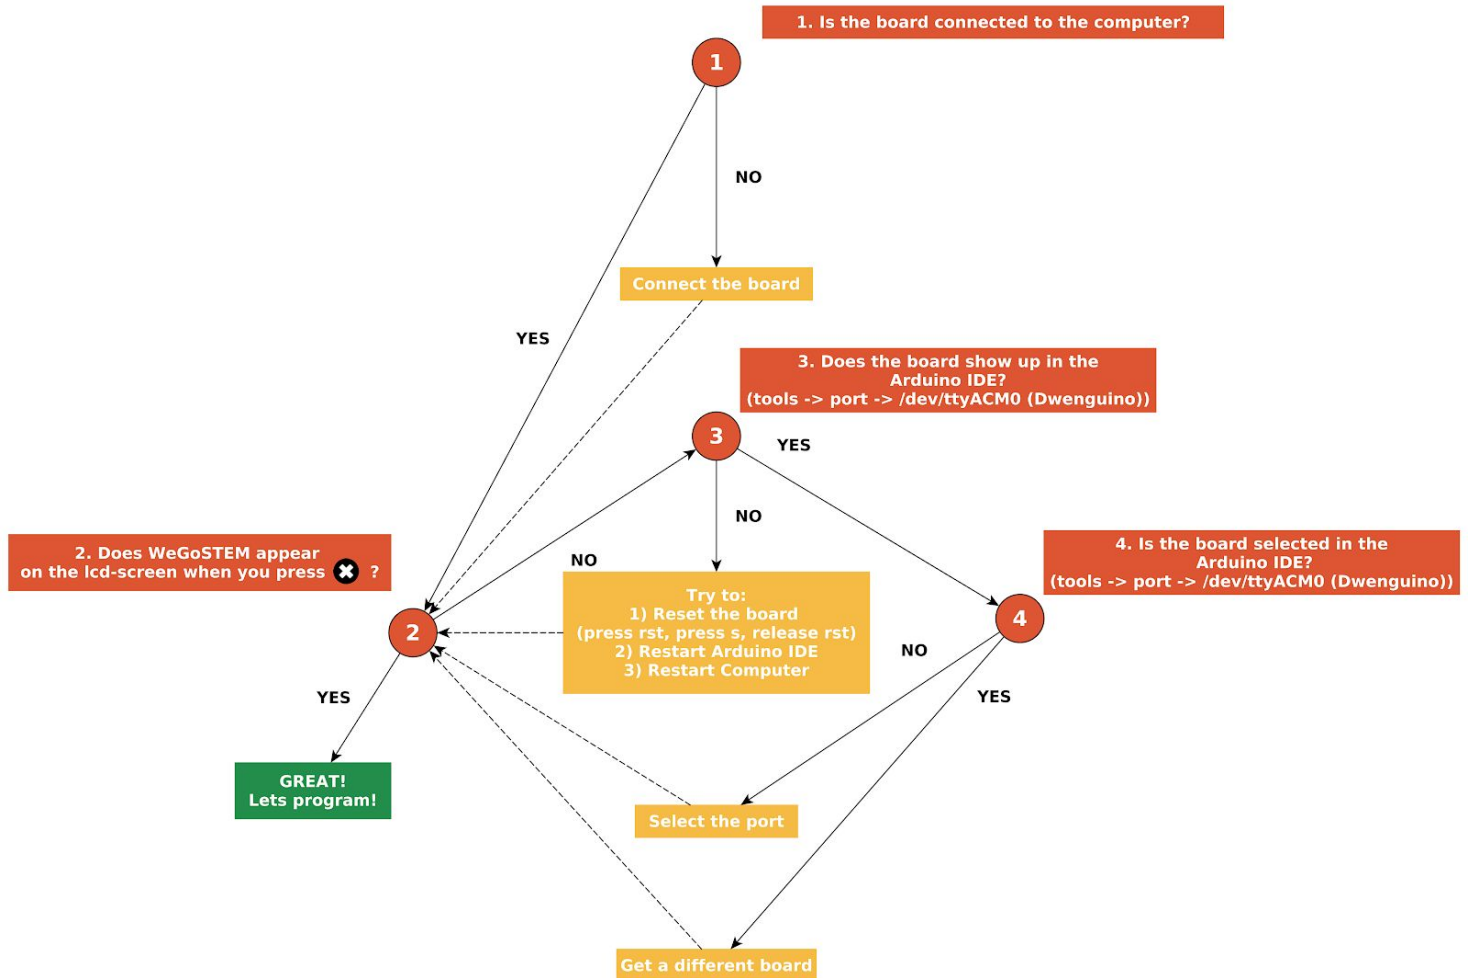 1. Is the board connected to the computer?
1
NO
Connect tbe board
YES
3. Does the board show up in the
Arduino IDE?
(tools -> port -> /dev/ttyACM0 (Dwenguino))
3
YES
NO
2. Does WeGoSTEM appear
on the lcd-screen when you press ✖ ?
NO
4. Is the board selected in the
Arduino IDE?
(tools -> port -> /dev/ttyACM0 (Dwenguino))
Try to:
1) Reset the board
(press rst, press s, release rst)
2) Restart Arduino IDE
3) Restart Computer
2
4
NO
YES
YES
GREAT!
Lets program!
Select the port
Get a different board